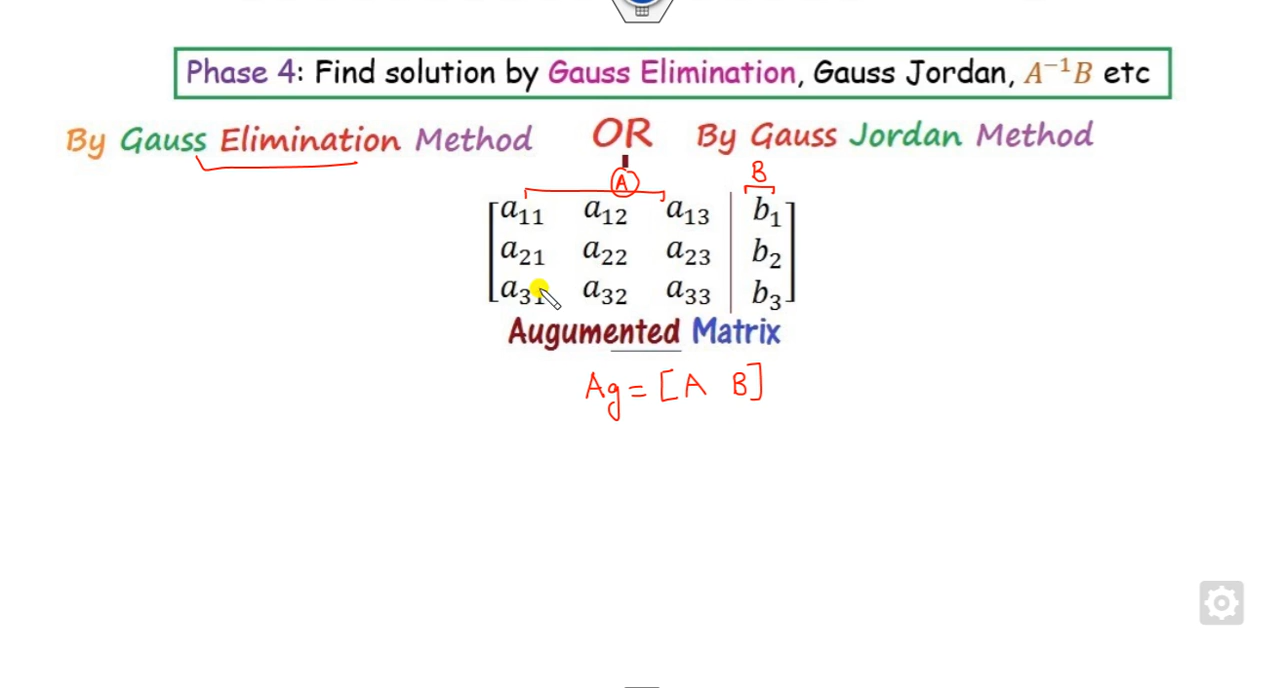 Phase 4: Find solution by Gauss Elimination, Gauss Jordan, A⁻¹B etc
By Gauss Elimination Method OR By Gauss Jordan Method
A B
a₁₁ a₁₂ a₁₃ | b₁
a₂₁ a₂₂ a₂₃ | b₂
a₃₁ a₃₂ a₃₃ | b₃
Augumented Matrix
Ag = [A B]